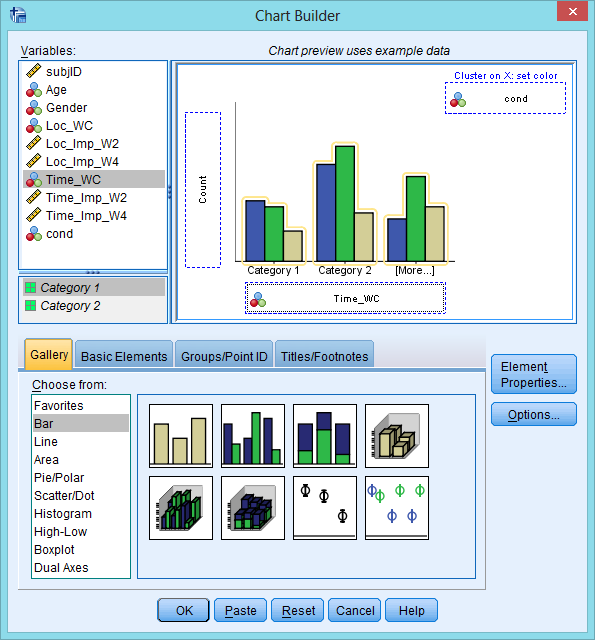 Chart Builder
Variables:
Chart preview uses example data
subjID
Age
Gender
Loc_WC
Loc_Imp_W2
Loc_Imp_W4
Time_WC
Time_Imp_W2
Time_Imp_W4
cond
Category 1
Category 2
Cluster on X: set color
cond
Count
Category 1 Category 2 [More...]
Time_WC
Gallery Basic Elements Groups/Point ID Titles/Footnotes
Choose from:
Favorites
Bar
Line
Area
Pie/Polar
Scatter/Dot
Histogram
High-Low
Boxplot
Dual Axes
Element
Properties...
Options...
OK Paste Reset Cancel Help